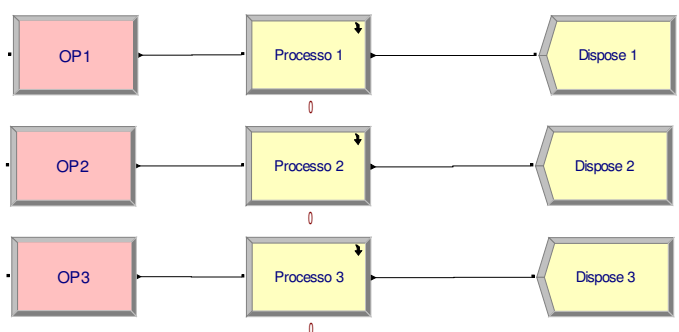 OP1 Processo 1 Dispose 1
0
OP2 Processo 2 Dispose 2
0
OP3 Processo 3 Dispose 3
0